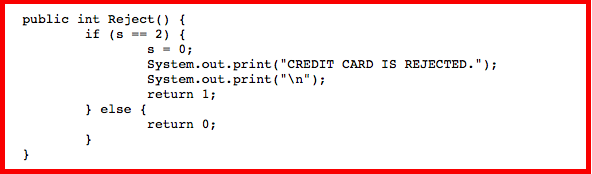 public int Reject() {
if (s == 2) {
s = 0;
System.out.print("CREDIT CARD IS REJECTED.");
System.out.print("\n");
return 1;
} else {
return 0;
}
}